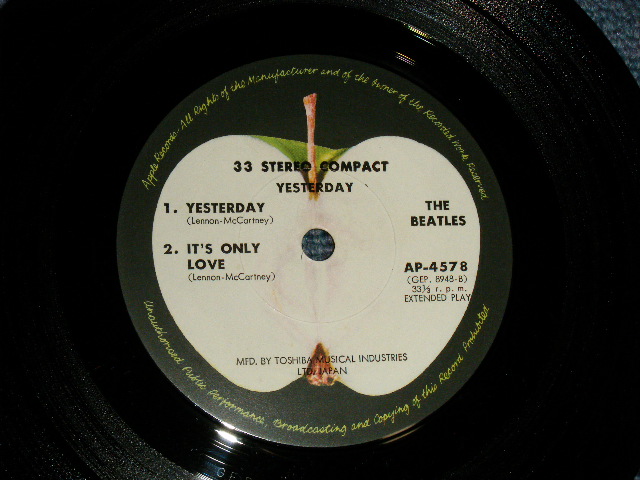 Apple Records-All Rights of the Manufacturer and of the Owner of the Recorded Work Reserved
33 STEREO COMPACT
YESTERDAY
1. YESTERDAY
(Lennon-McCartney)
2. IT'S ONLY
LOVE
(Lennon-McCartney)
THE
BEATLES
AP-4578
(GEP. 8948-B)
33⅓ r. p. m.
EXTENDED PLAY
MFD. BY TOSHIBA MUSICAL INDUSTRIES
LTD. JAPAN
Unauthorised Public Performance, Broadcasting and Copying of this Record Prohibited